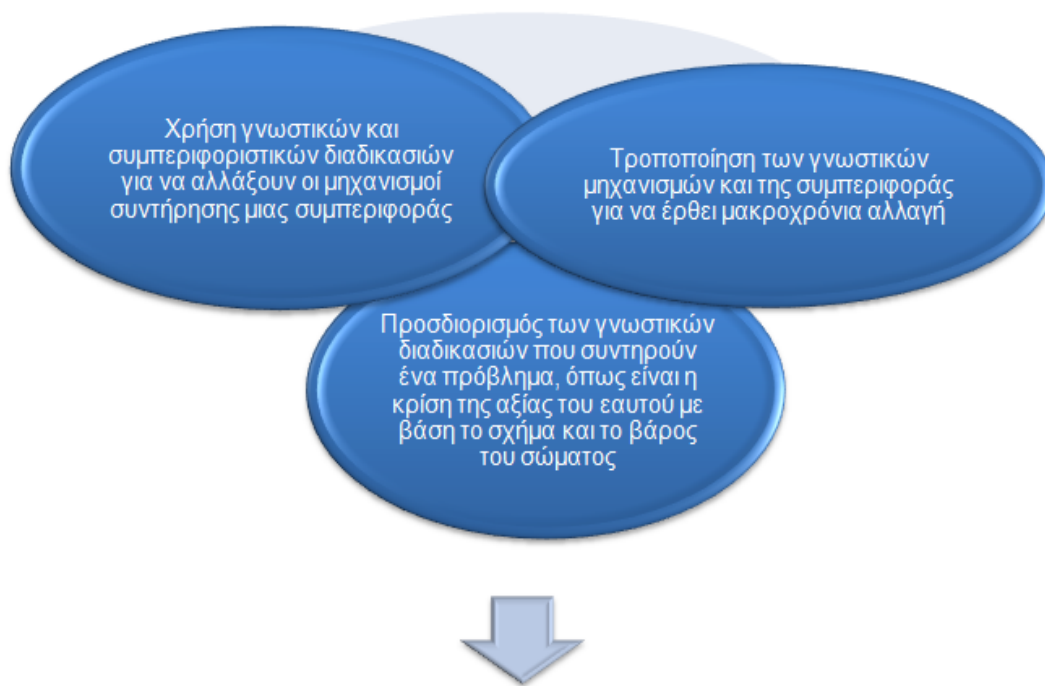 Χρήση γνωστικών και
συμπεριφοριστικών διαδικασιών
για να αλλάξουν οι μηχανισμοί
συντήρησης μιας συμπεριφοράς
Τροποποίηση των γνωστικών
μηχανισμών και της συμπεριφοράς
για να έρθει μακροχρόνια αλλαγή
Προσδιορισμός των γνωστικών
διαδικασιών που συντηρούν
ένα πρόβλημα, όπως είναι η
κρίση της αξίας του εαυτού με
βάση το σχήμα και το βάρος
του σώματος